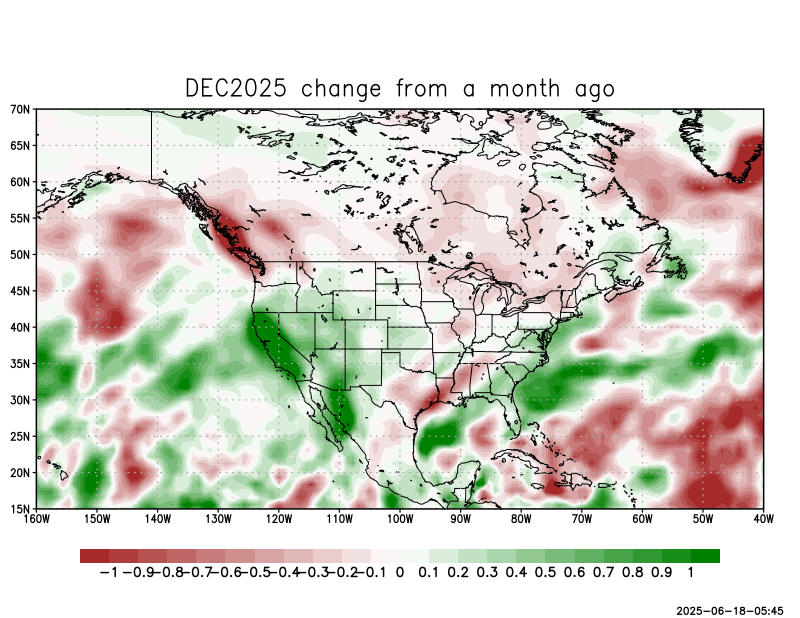 DEC2025 change from a month ago
70N
65N
60N
55N
50N
45N
40N
35N
30N
25N
20N
15N
160W 150W 140W 130W 120W 110W 100W 90W 80W 70W 60W 50W 40W
-1 -0.9 -0.8 -0.7 -0.6 -0.5 -0.4 -0.3 -0.2 -0.1 0 0.1 0.2 0.3 0.4 0.5 0.6 0.7 0.8 0.9 1
2025-06-18-05:45